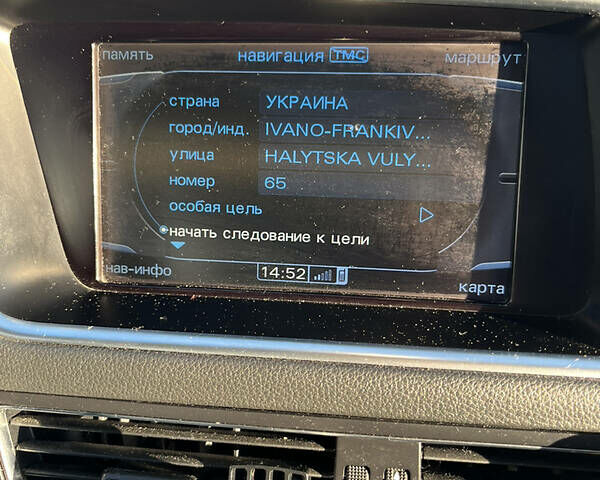 память навигация TMC маршрут
страна УКРАИНА
город/инд. IVANO-FRANKIV...
улица HALYTSKA VULY...
номер 65
особая цель
начать следование к цели
нав-инфо 14:52 карта